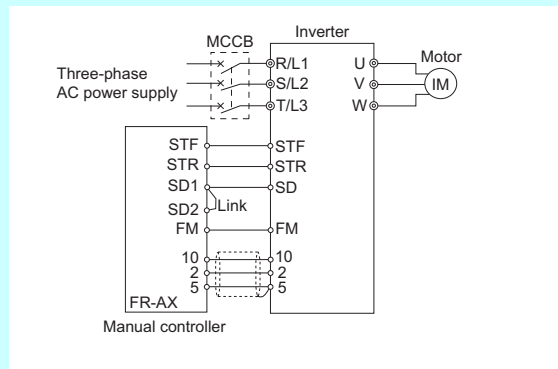 Inverter
MCCB
Motor
Three-phase
AC power supply
R/L1
S/L2
T/L3
U
V
W
IM
STF
STR
SD1
SD2
FM
10
2
5
Link
STF
STR
SD
FM
10
2
5
FR-AX
Manual controller